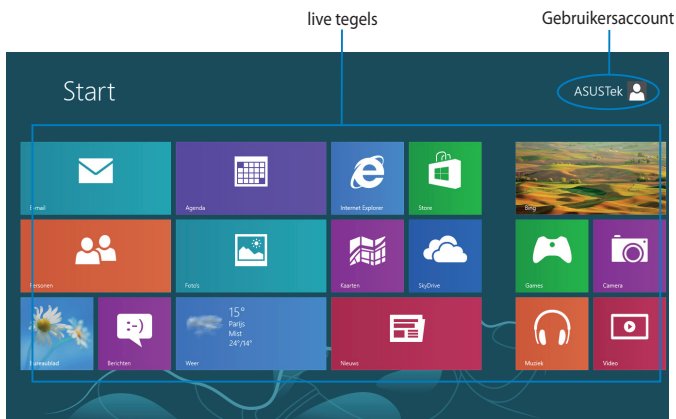 live tegels
Gebruikersaccount
Start
ASUSTek
E-mail
Agenda
Internet Explorer
Store
Bing
Personen
Foto's
Kaarten
SkyDrive
Games
Camera
Bureaublad
:-)
Berichten
15°
Parijs
Mist
24°/14°
Weer
Nieuws
Muziek
Video